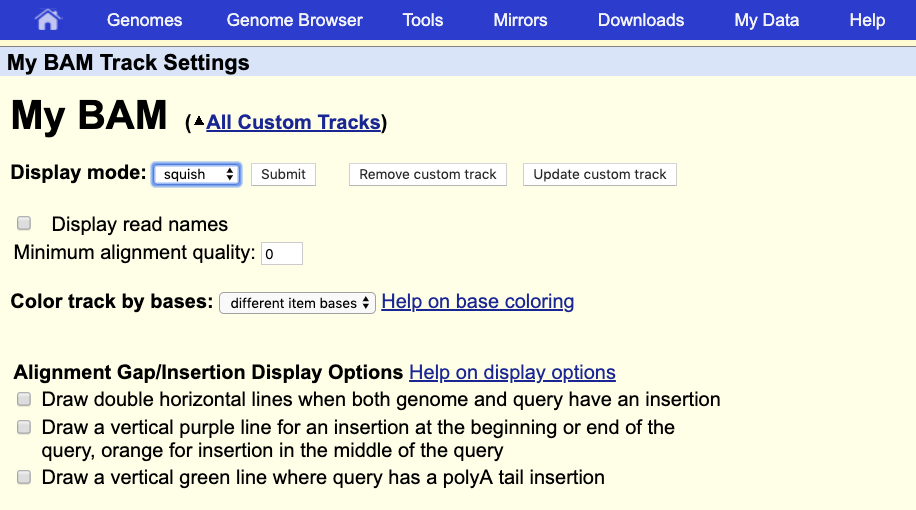 Genomes Genome Browser Tools Mirrors Downloads My Data Help
My BAM Track Settings
My BAM (All Custom Tracks)
Display mode: squish Submit Remove custom track Update custom track
Display read names
Minimum alignment quality: 0
Color track by bases: different item bases Help on base coloring
Alignment Gap/Insertion Display Options Help on display options
Draw double horizontal lines when both genome and query have an insertion
Draw a vertical purple line for an insertion at the beginning or end of the
query, orange for insertion in the middle of the query
Draw a vertical green line where query has a polyA tail insertion